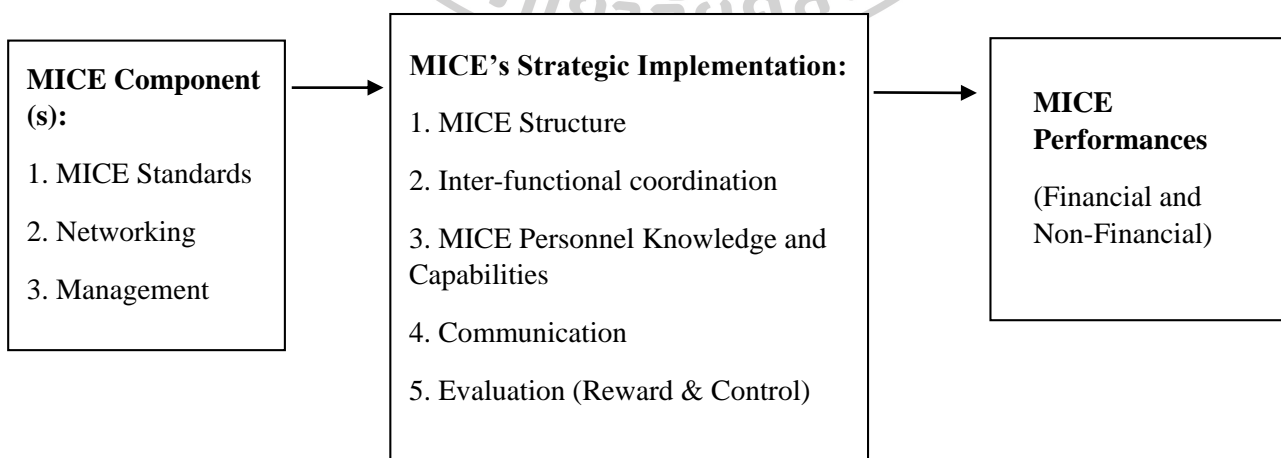 MICE Component
(s):
1. MICE Standards
2. Networking
3. Management
MICE's Strategic Implementation:
1. MICE Structure
2. Inter-functional coordination
3. MICE Personnel Knowledge and
Capabilities
4. Communication
5. Evaluation (Reward & Control)
MICE
Performances
(Financial and
Non-Financial)